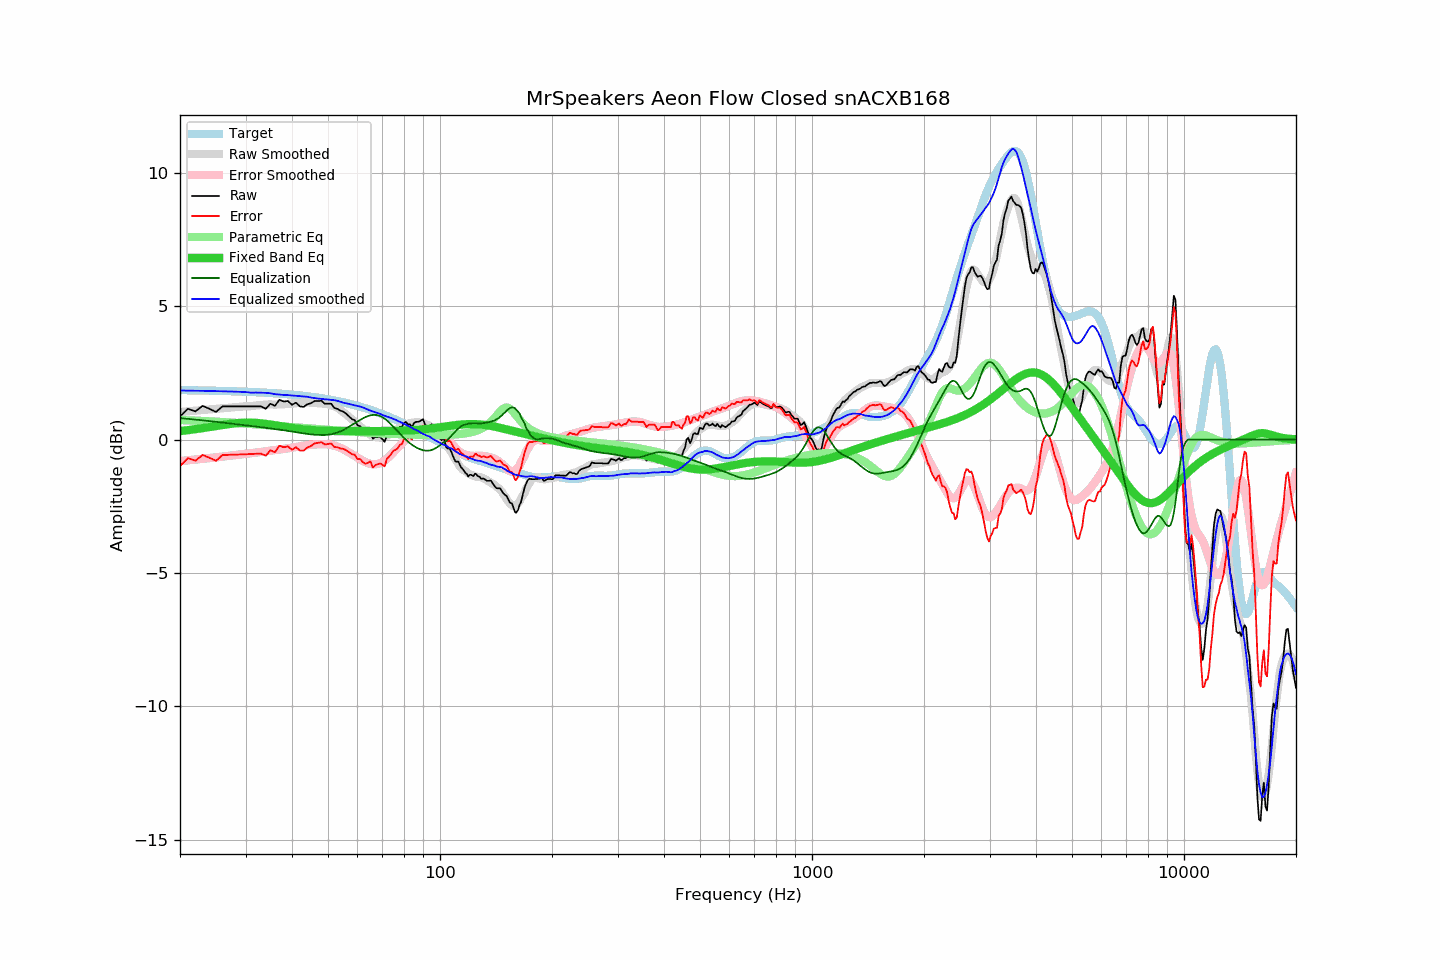 MrSpeakers Aeon Flow Closed snACXB168
Target
Raw Smoothed
Error Smoothed
Raw
Error
Parametric Eq
Fixed Band Eq
Equalization
Equalized smoothed
10
5
0
−5
−10
−15
Amplitude (dBr)
100
1000
10000
Frequency (Hz)